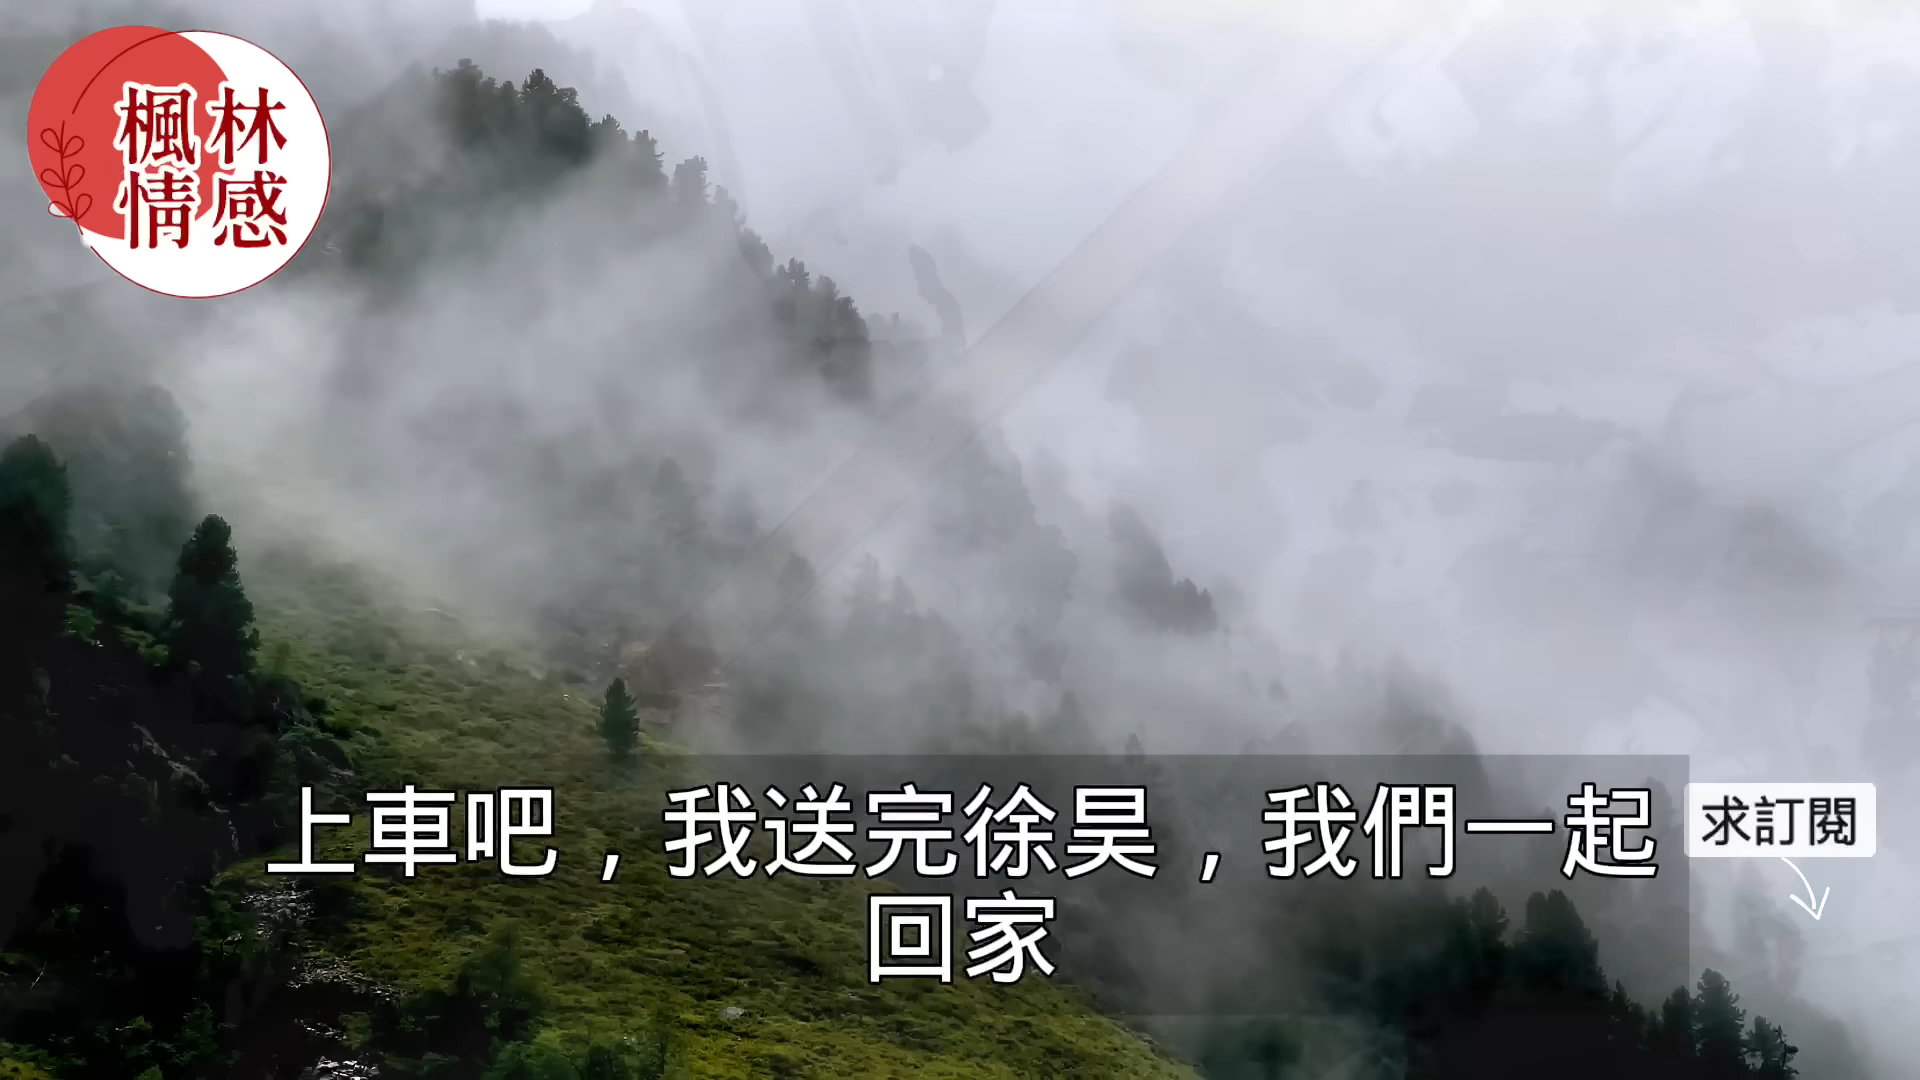 楓林
情感
上車吧，我送完徐昊，我們一起
回家
求訂閱